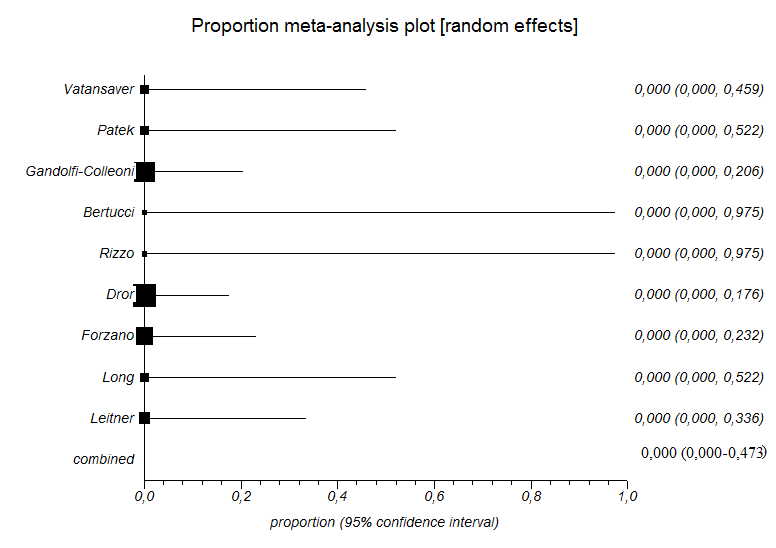 Proportion meta-analysis plot [random effects]
Vatansaver 0,000 (0,000, 0,459)
Patek 0,000 (0,000, 0,522)
Gandolfi-Colleoni 0,000 (0,000, 0,206)
Bertucci 0,000 (0,000, 0,975)
Rizzo 0,000 (0,000, 0,975)
Dror 0,000 (0,000, 0,176)
Forzano 0,000 (0,000, 0,232)
Long 0,000 (0,000, 0,522)
Leitner 0,000 (0,000, 0,336)
combined 0,000 (0,000-0,473)
0,0 0,2 0,4 0,6 0,8 1,0
proportion (95% confidence interval)